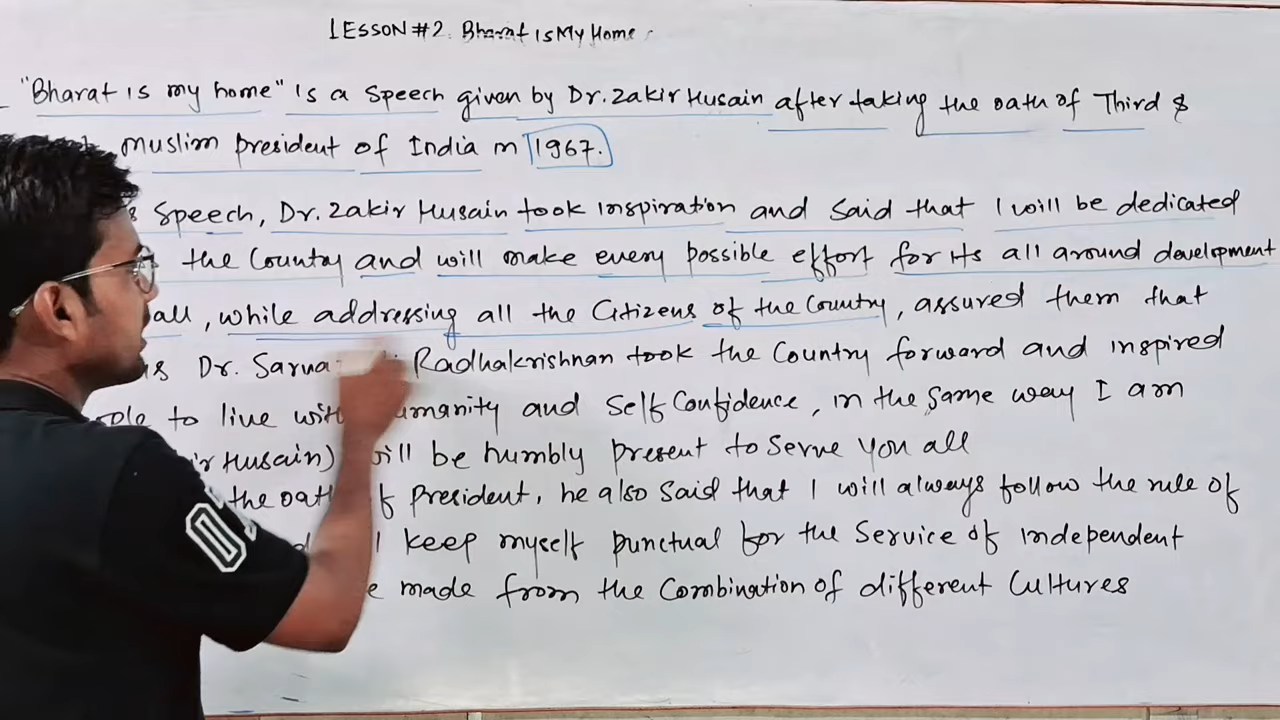 LESSON #2. Bharat Is My Home
"Bharat is my home" is a Speech given by Dr. Zakir Husain after taking the oath of Third &
muslim president of India in 1967.
Speech, Dr. Zakir Husain took inspiration and said that I will be dedicated
the Country and will make every possible effort for its all around development
all, while addressing all the Citizens of the Country, assured them that
Dr. Radhakrishnan took the Country forward and inspired
to live humanity and Self Confidence, in the same way I am
Husain) will be humbly present to Serve you all
the president, he also said that I will always follow the rule of
I keep myself punctual for the Service of independent
made from the Combination of different Cultures